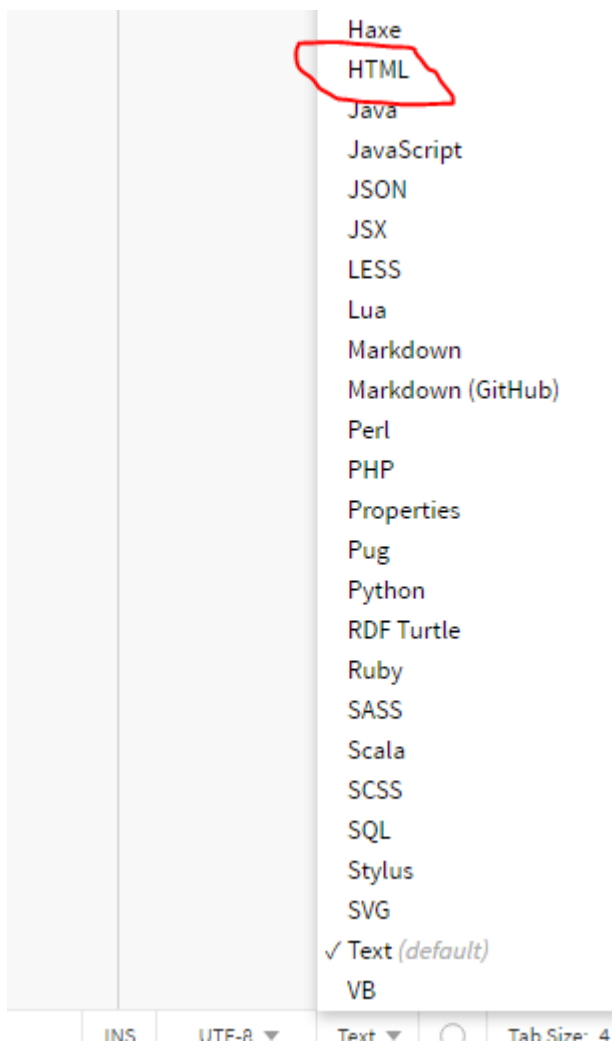 Haxe
HTML
Java
JavaScript
JSON
JSX
LESS
Lua
Markdown
Markdown (GitHub)
Perl
PHP
Properties
Pug
Python
RDF Turtle
Ruby
SASS
Scala
SCSS
SQL
Stylus
SVG
✓ Text (default)
VB
INS UTF-8 ▼ Text ▼ Tab Size: 4